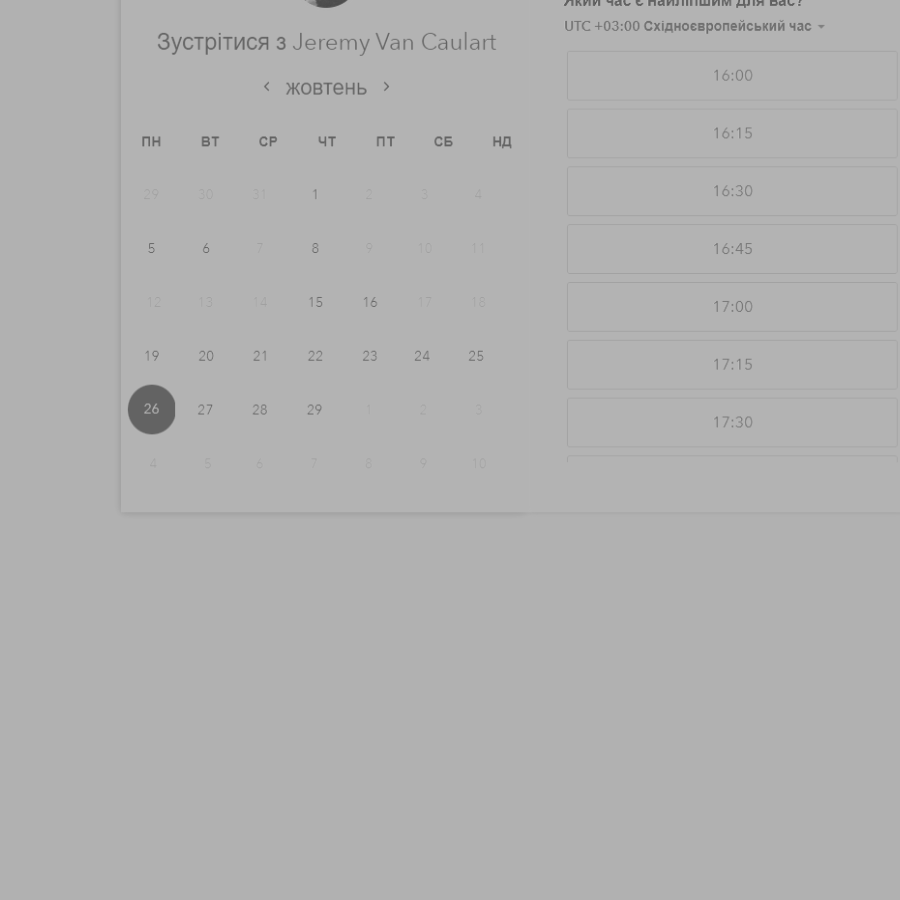 Зустрітися з Jeremy Van Caulart
жовтень
ПН ВТ СР ЧТ ПТ СБ НД
29 30 31 1 2 3 4
5 6 7 8 9 10 11
12 13 14 15 16 17 18
19 20 21 22 23 24 25
26 27 28 29 1 2 3
4 5 6 7 8 9 10
Який час є найліпшим для вас?
UTC +03:00 Східноєвропейський час
16:00
16:15
16:30
16:45
17:00
17:15
17:30